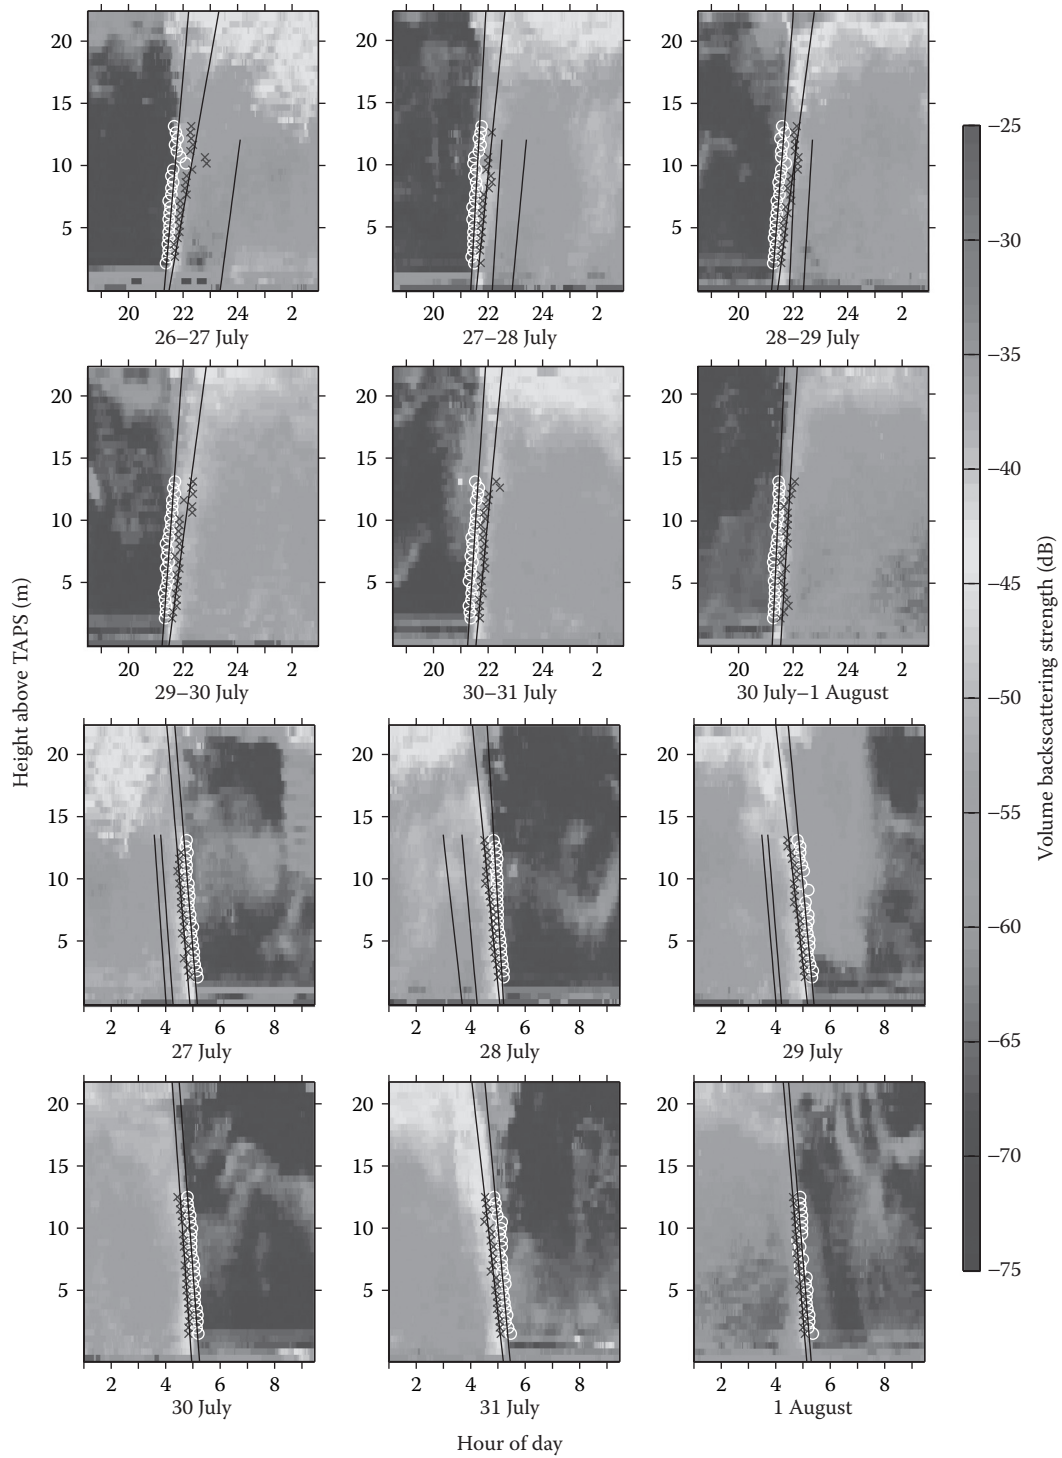 20
15
10
5
20 22 24 2
26–27 July
20
15
10
5
20 22 24 2
27–28 July
20
15
10
5
20 22 24 2
28–29 July
20
15
10
5
20 22 24 2
29–30 July
20
15
10
5
20 22 24 2
30–31 July
20
15
10
5
20 22 24 2
30 July–1 August
20
15
10
5
2 4 6 8
27 July
20
15
10
5
2 4 6 8
28 July
20
15
10
5
2 4 6 8
29 July
20
15
10
5
2 4 6 8
30 July
20
15
10
5
2 4 6 8
31 July
20
15
10
5
2 4 6 8
1 August
Height above TAPS (m)
Hour of day
–25
–30
–35
–40
–45
–50
–55
–60
–65
–70
–75
Volume backscattering strength (dB)